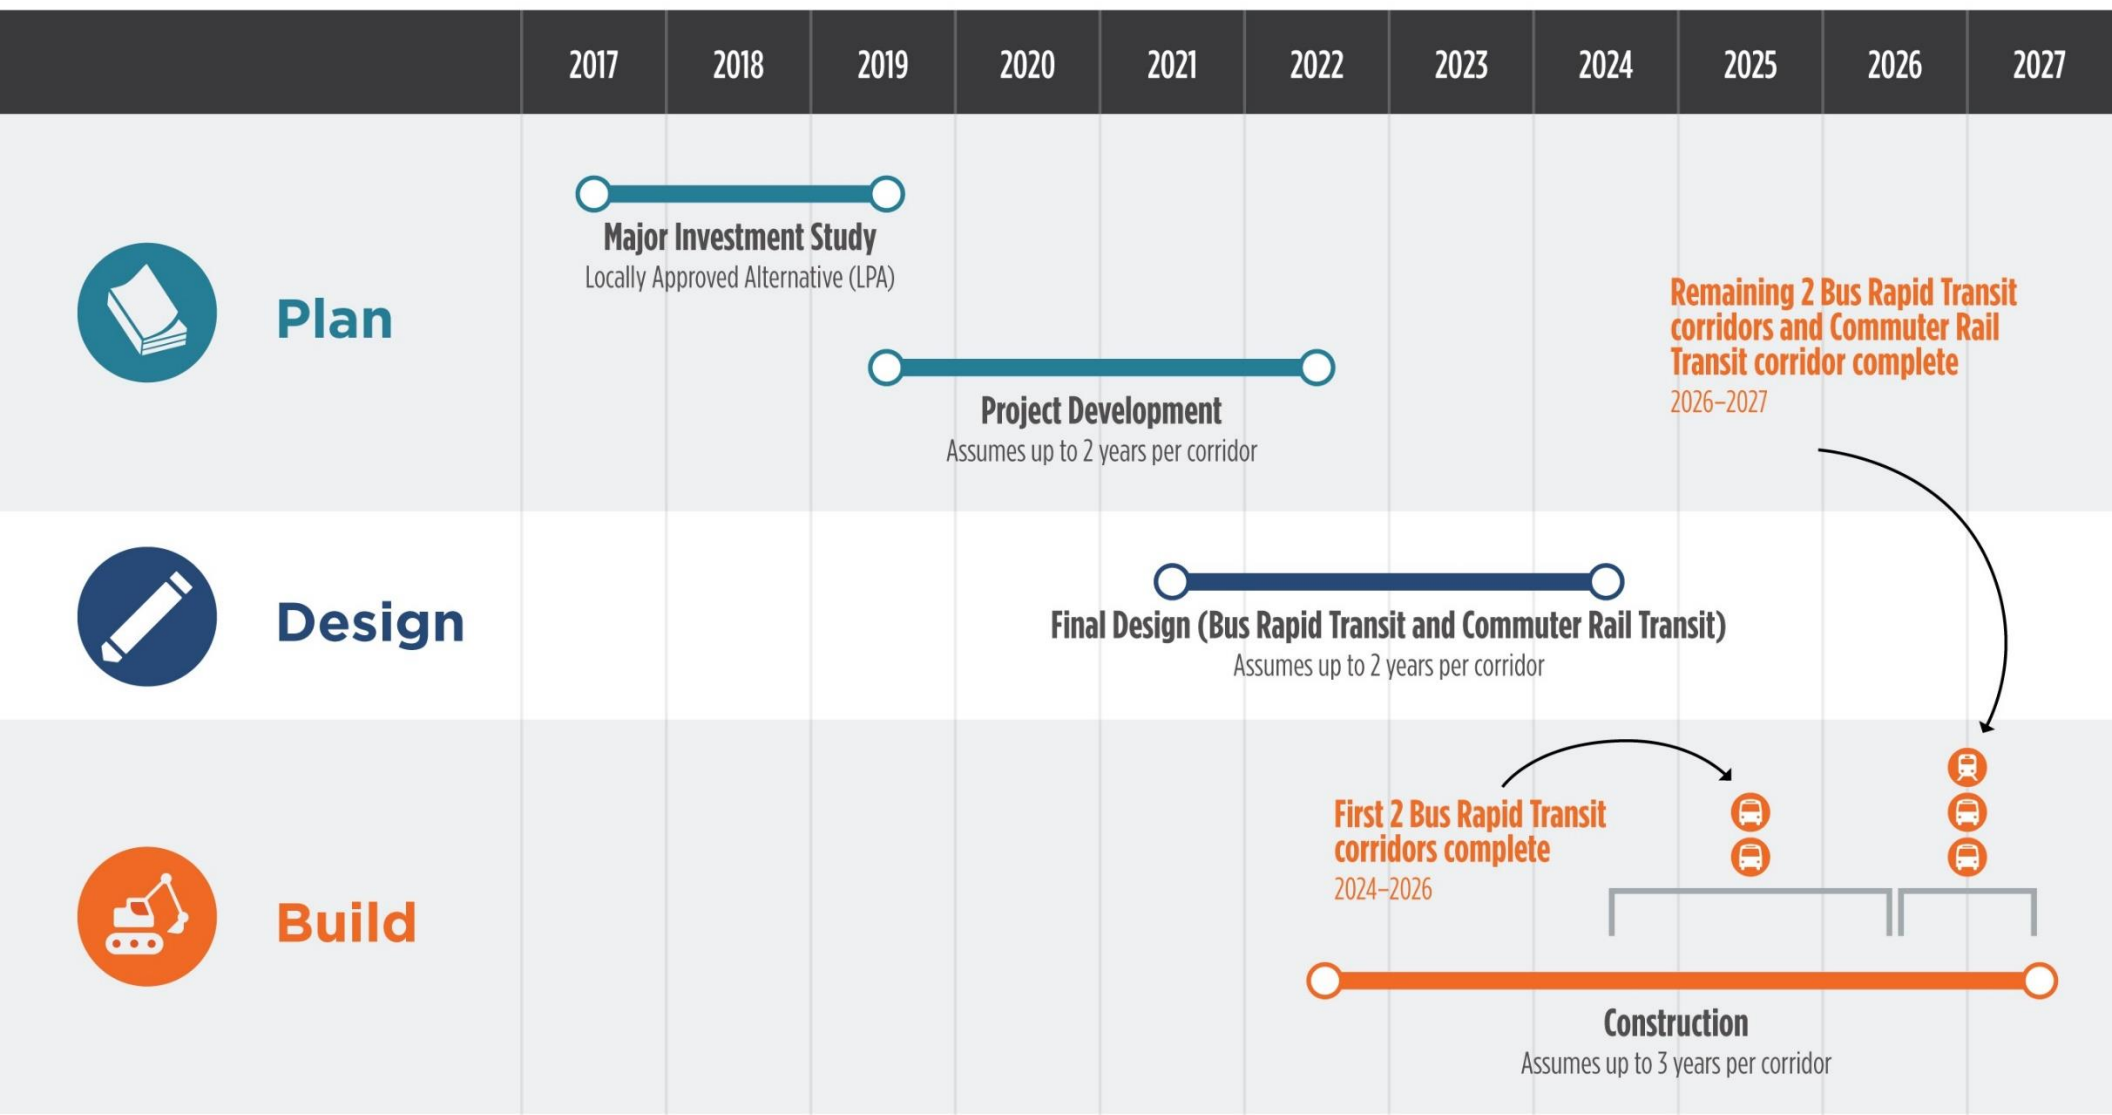 2017 2018 2019 2020 2021 2022 2023 2024 2025 2026 2027
Plan
Major Investment Study
Locally Approved Alternative (LPA)
Project Development
Assumes up to 2 years per corridor
Remaining 2 Bus Rapid Transit
corridors and Commuter Rail
Transit corridor complete
2026–2027
Design
Final Design (Bus Rapid Transit and Commuter Rail Transit)
Assumes up to 2 years per corridor
Build
First 2 Bus Rapid Transit
corridors complete
2024–2026
Construction
Assumes up to 3 years per corridor